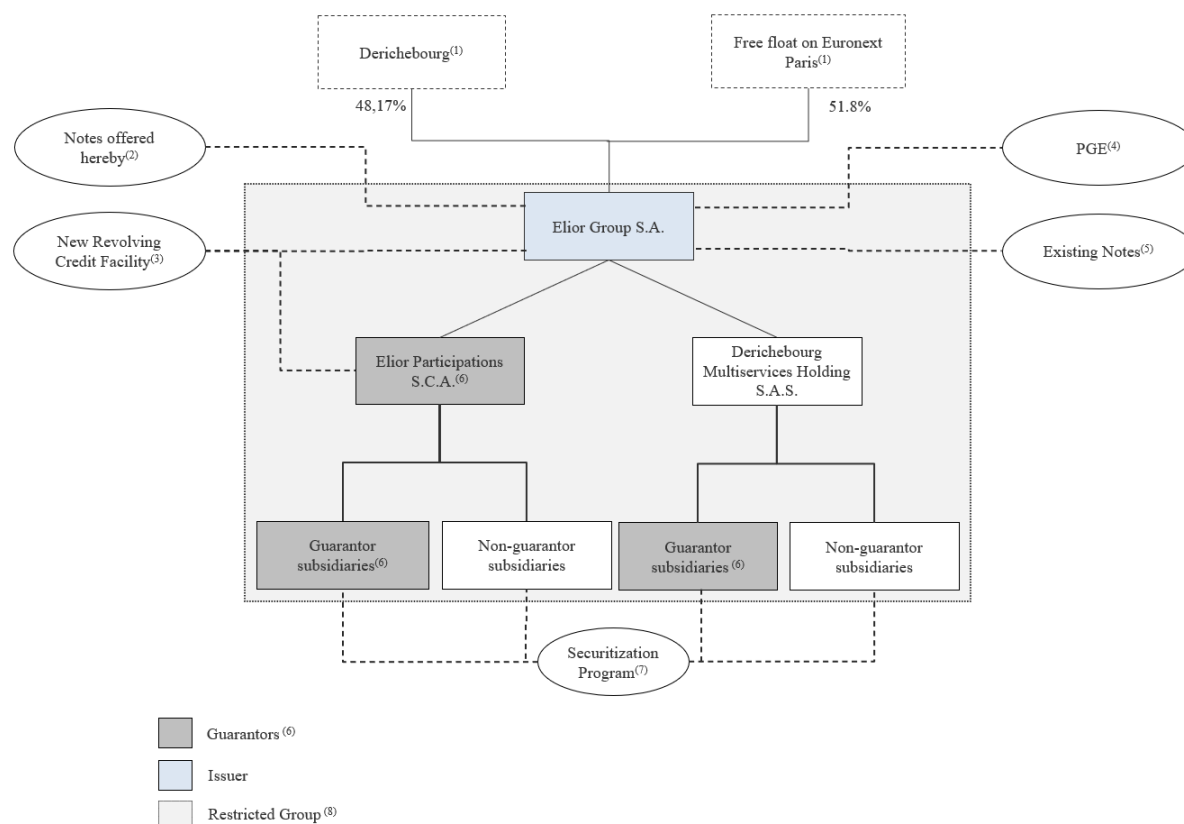 Derichebourg(1)
Free float on Euronext
Paris(1)
48,17%
51.8%
Notes offered
hereby(2)
PGE(4)
Elior Group S.A.
New Revolving
Credit Facility(3)
Existing Notes(5)
Elior Participations
S.C.A.(6)
Derichebourg
Multiservices Holding
S.A.S.
Guarantor
subsidiaries(6)
Non-guarantor
subsidiaries
Guarantor
subsidiaries (6)
Non-guarantor
subsidiaries
Securitization
Program(7)
Guarantors (6)
Issuer
Restricted Group (8)